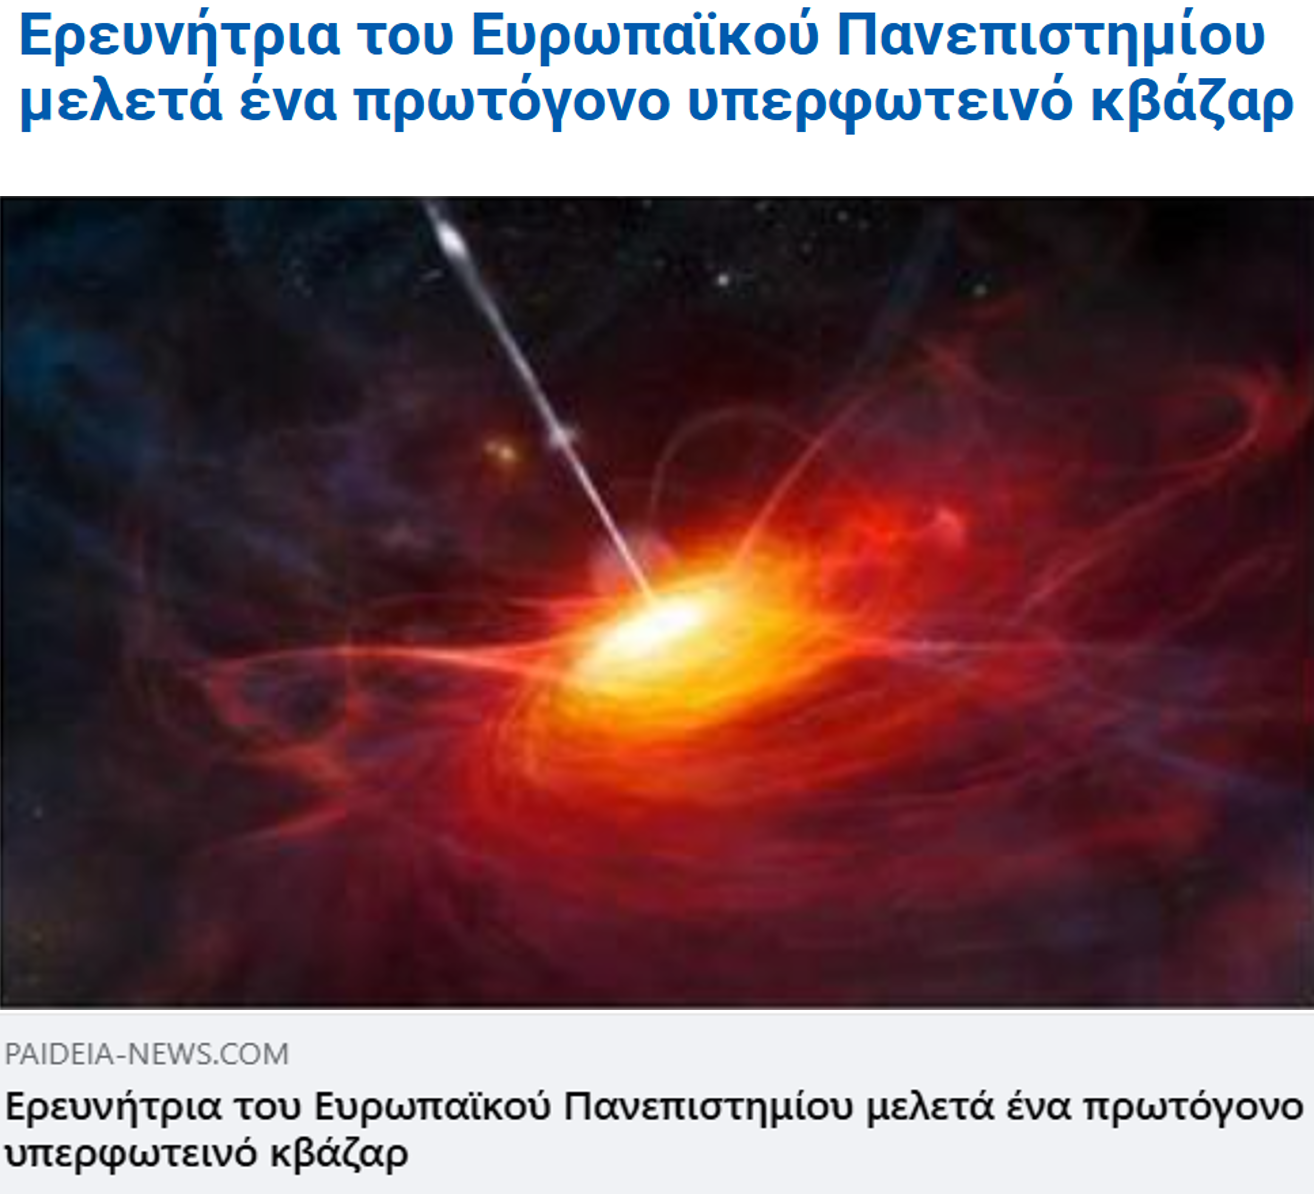 Ερευνήτρια του Ευρωπαϊκού Πανεπιστημίου
μελετά ένα πρωτόγονο υπερφωτεινό κβάζαρ
PAIDEIA-NEWS.COM
Ερευνήτρια του Ευρωπαϊκού Πανεπιστημίου μελετά ένα πρωτόγονο
υπερφωτεινό κβάζαρ